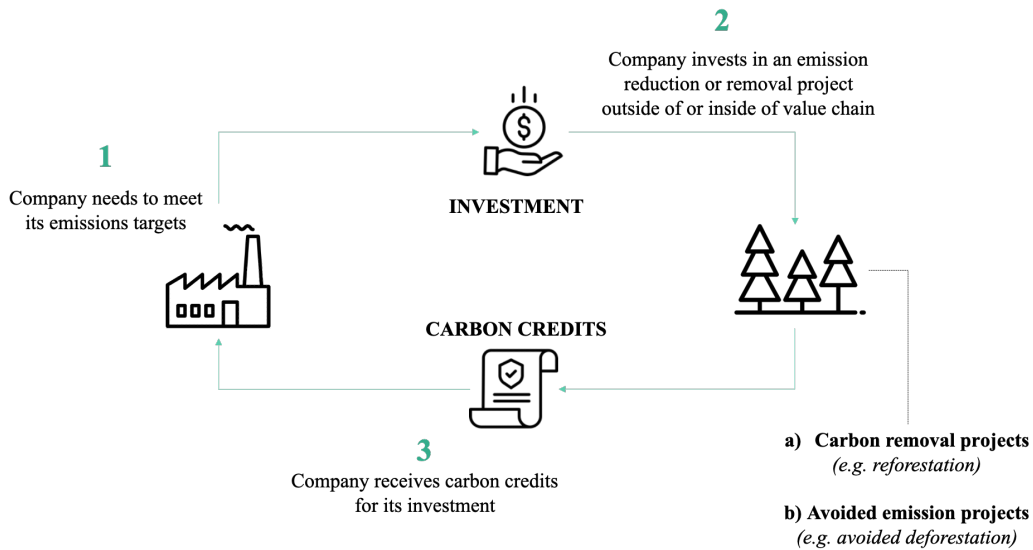 1
Company needs to meet
its emissions targets
2
Company invests in an emission
reduction or removal project
outside of or inside of value chain
$
INVESTMENT
CARBON CREDITS
3
Company receives carbon credits
for its investment
a) Carbon removal projects
(e.g. reforestation)
b) Avoided emission projects
(e.g. avoided deforestation)